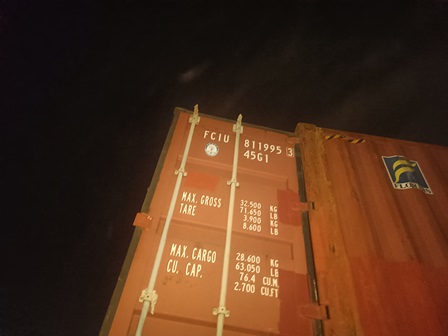 FCIU 811995 3
45G1
MAX. GROSS 32.500 KG
71.650 LB
TARE 3.900 KG
8.600 LB
MAX. CARGO 28.600 KG
63.050 LB
CU. CAP. 76.4 CU.M
2.700 CU.FT